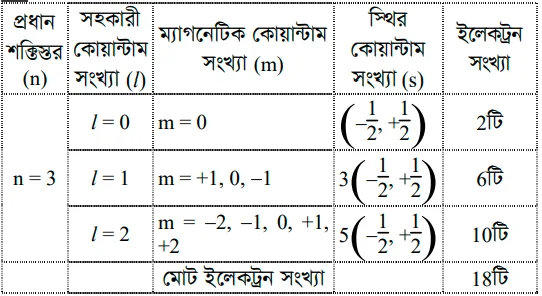 প্রধান শক্তিস্তর (n) | সহকারী কোয়ান্টাম সংখ্যা (l) | ম্যাগনেটিক কোয়ান্টাম সংখ্যা (m) | স্থির কোয়ান্টাম সংখ্যা (s) | ইলেকট্রন সংখ্যা
n = 3 | l = 0 | m = 0 | (–1/2, +1/2) | 2টি
l = 1 | m = +1, 0, –1 | 3(–1/2, +1/2) | 6টি
l = 2 | m = –2, –1, 0, +1, +2 | 5(–1/2, +1/2) | 10টি
মোট ইলেকট্রন সংখ্যা | 18টি